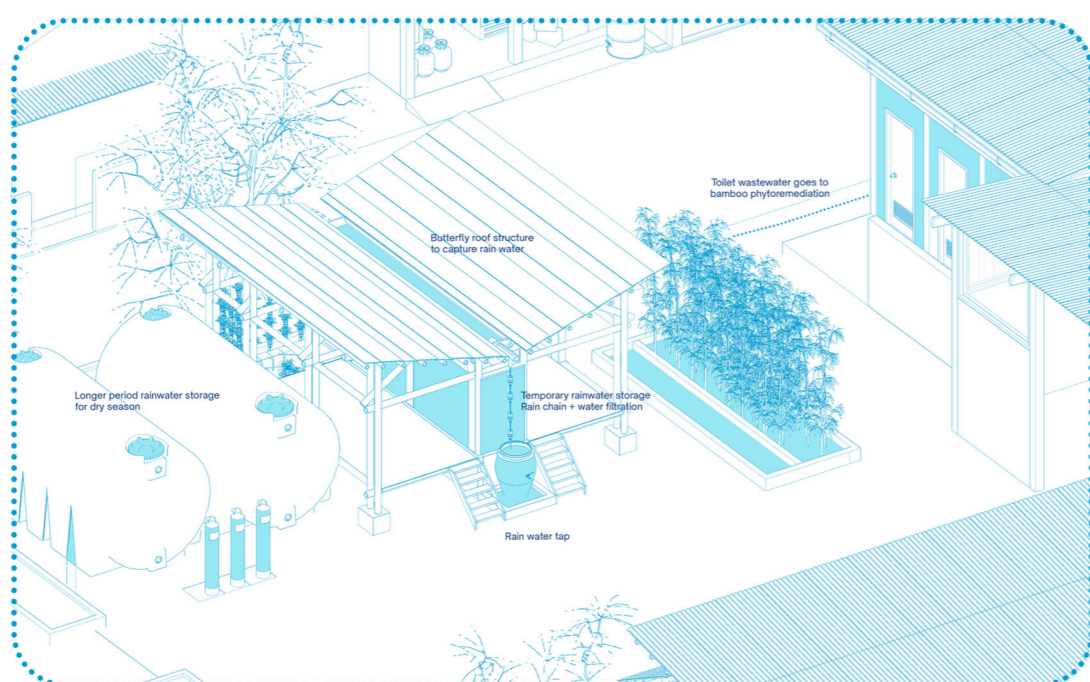 Toilet wastewater goes to
bamboo phytoremediation
Butterfly roof structure
to capture rain water
Longer period rainwater storage
for dry season
Temporary rainwater storage
Rain chain + water filtration
Rain water tap